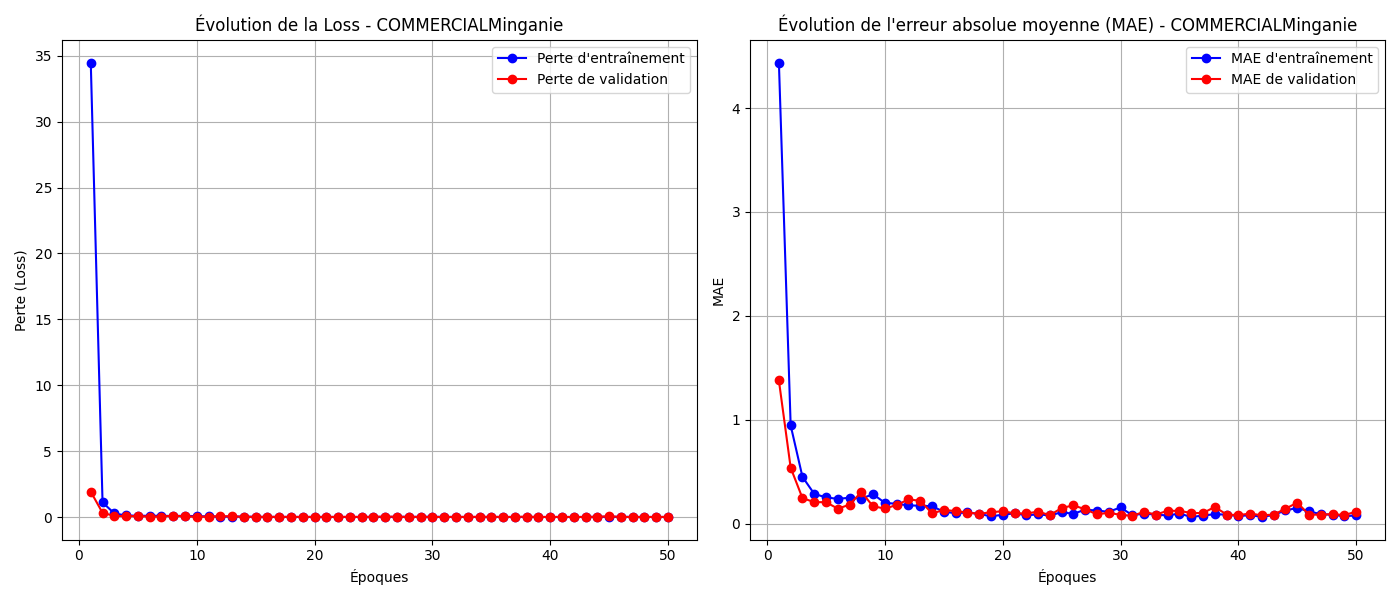 Évolution de la Loss - COMMERCIALMinganie
Perte d'entraînement
Perte de validation
35
30
25
20
15
10
5
0
Perte (Loss)
0 10 20 30 40 50
Époques
Évolution de l'erreur absolue moyenne (MAE) - COMMERCIALMinganie
MAE d'entraînement
MAE de validation
4
3
2
1
0
MAE
0 10 20 30 40 50
Époques